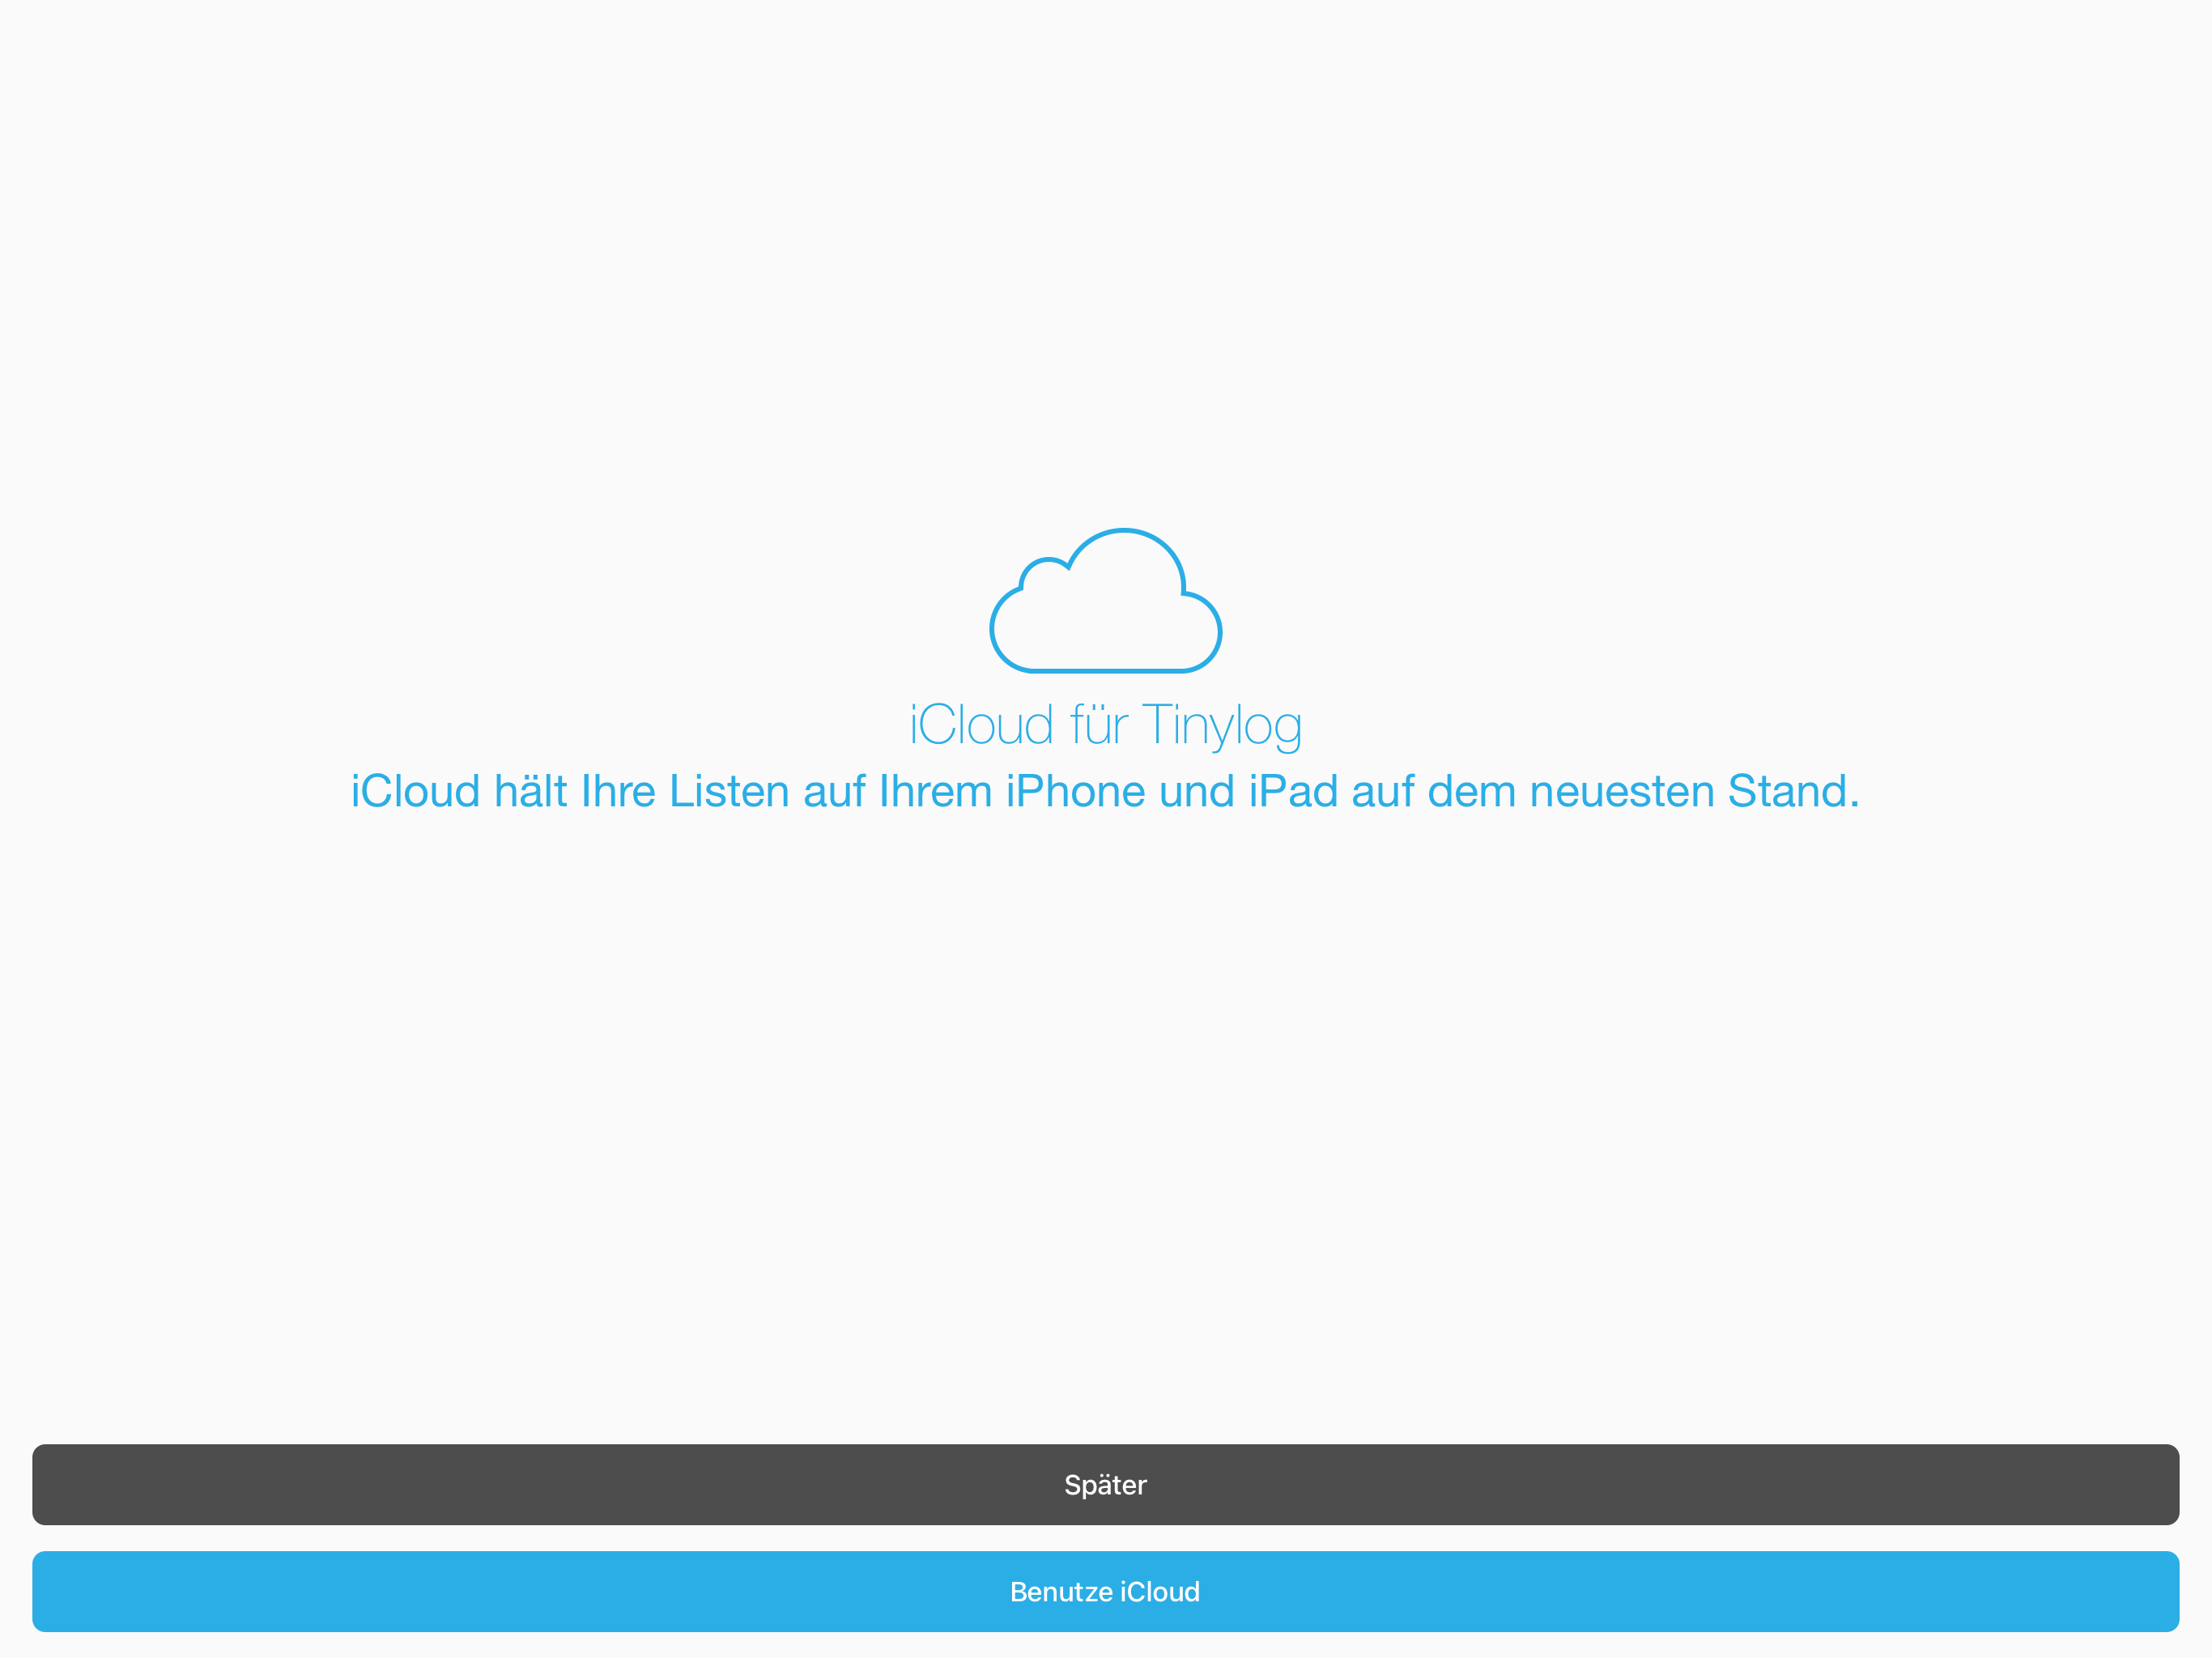 iCloud für Tinylog
iCloud hält Ihre Listen auf Ihrem iPhone und iPad auf dem neuesten Stand.
Später
Benutze iCloud